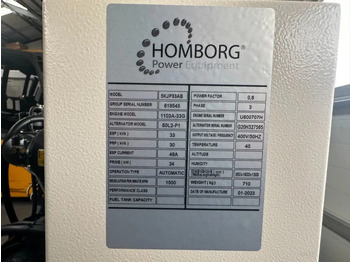 HOMBORG®
Power Equipment
MODEL
GROUP SERIAL NUMBER 613545
ENGINE MODEL 1103A-33G
ALTERNATOR MODEL
ESP ( kVA ) 33
PRP ( kVA ) 30
ESP CURRENT 48A
PRIME ( kW ) 24
OPERATION TYPE AUTOMATIC
1500
PERFORMANCE CLASS
FUEL TANK CAPACITY
POWER FACTOR 0,8
PHASE 3
ENGINE SERIAL NUMBER U600707H
ALTERNATOR SERIAL NUMBER
OUTPUT VOLTAGE, FREQUENCY 400V/50HZ
TEMPERATURE 40
ALTITUDE
HUMIDITY
WEIGHT ( kg ) 710
DATE OF MANUFACTURE 01-2023